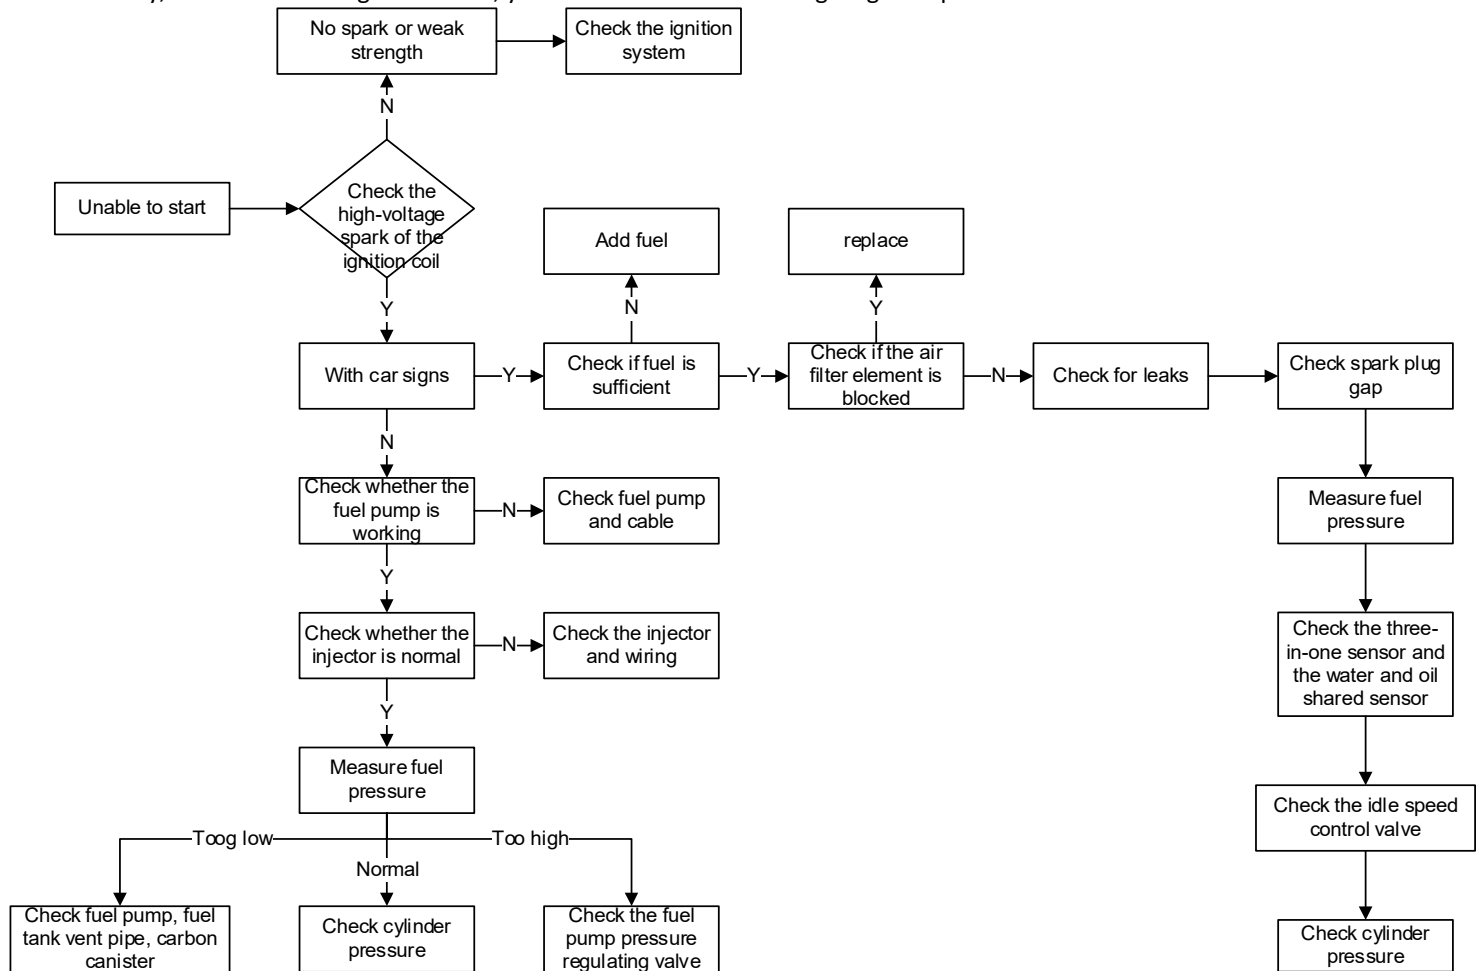 No spark or weak
strength
Check the ignition
system
N
Unable to start
Check the
high-voltage
spark of the
ignition coil
Add fuel
replace
Y
N
Y
With car signs
Y
Check if fuel is
sufficient
Y
Check if the air
filter element is
blocked
N
Check for leaks
Check spark plug
gap
N
Check whether the
fuel pump is
working
N
Check fuel pump
and cable
Measure fuel
pressure
Y
Check whether the
injector is normal
N
Check the injector
and wiring
Check the three-
in-one sensor and
the water and oil
shared sensor
Y
Measure fuel
pressure
Check the idle speed
control valve
Toog low
Too high
Normal
Check fuel pump, fuel
tank vent pipe, carbon
canister
Check cylinder
pressure
Check the fuel
pump pressure
regulating valve
Check cylinder
pressure